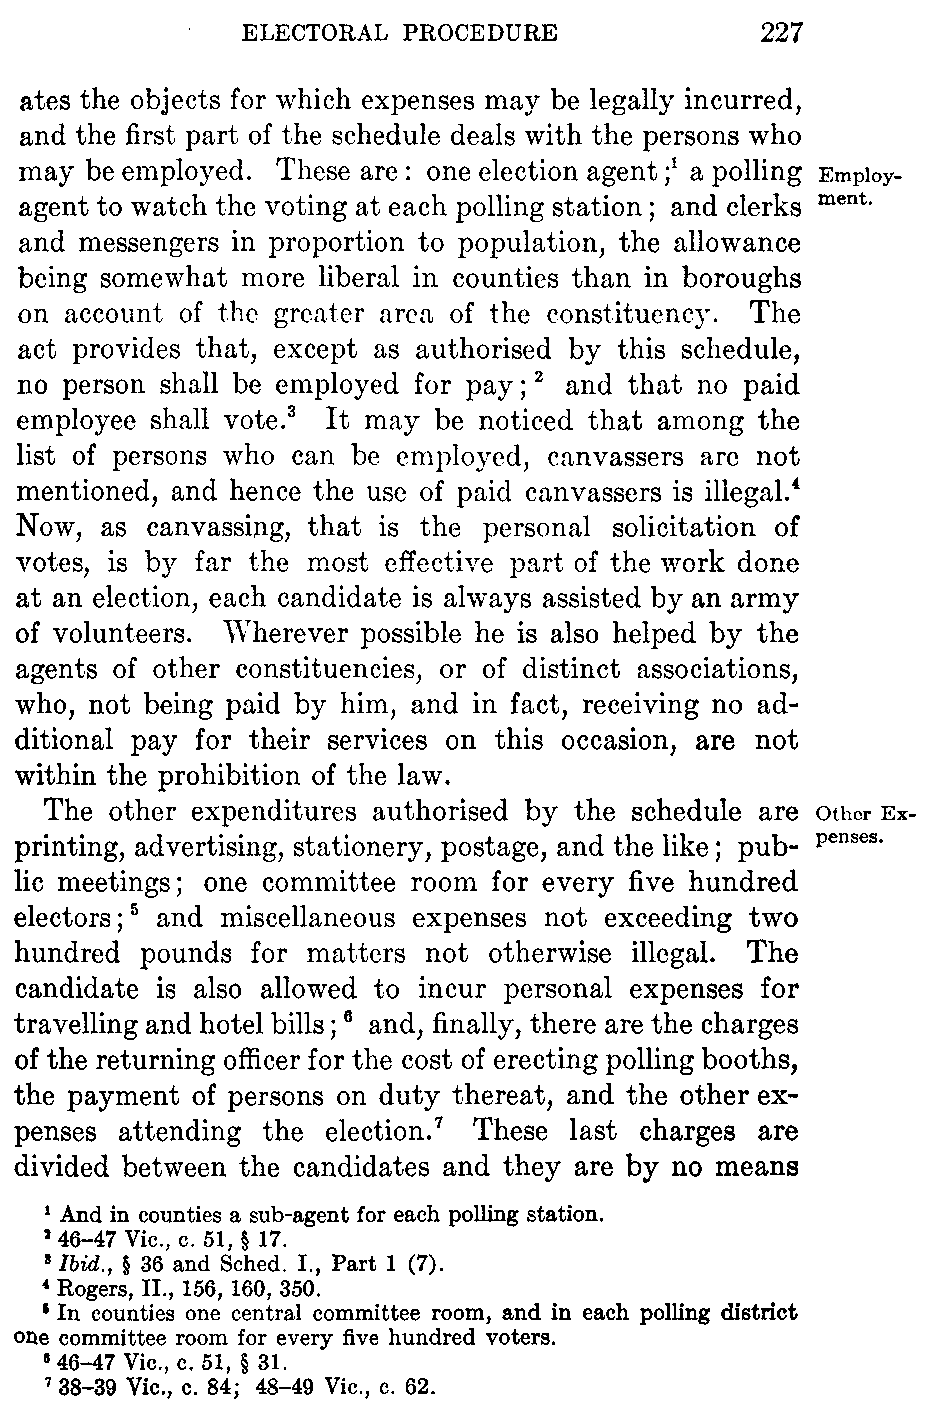 ELECTORAL PROCEDURE 227
ates the objects for which expenses may be legally incurred,
and the first part of the schedule deals with the persons who
may be employed. These are : one election agent ;¹ a polling
agent to watch the voting at each polling station ; and clerks
and messengers in proportion to population, the allowance
being somewhat more liberal in counties than in boroughs
on account of the greater area of the constituency. The
act provides that, except as authorised by this schedule,
no person shall be employed for pay ; ² and that no paid
employee shall vote.³ It may be noticed that among the
list of persons who can be employed, canvassers are not
mentioned, and hence the use of paid canvassers is illegal.⁴
Now, as canvassing, that is the personal solicitation of
votes, is by far the most effective part of the work done
at an election, each candidate is always assisted by an army
of volunteers. Wherever possible he is also helped by the
agents of other constituencies, or of distinct associations,
who, not being paid by him, and in fact, receiving no ad-
ditional pay for their services on this occasion, are not
within the prohibition of the law.
Employ-
ment.
The other expenditures authorised by the schedule are
printing, advertising, stationery, postage, and the like ; pub-
lic meetings ; one committee room for every five hundred
electors ; ⁵ and miscellaneous expenses not exceeding two
hundred pounds for matters not otherwise illegal. The
candidate is also allowed to incur personal expenses for
travelling and hotel bills ; ⁶ and, finally, there are the charges
of the returning officer for the cost of erecting polling booths,
the payment of persons on duty thereat, and the other ex-
penses attending the election.⁷ These last charges are
divided between the candidates and they are by no means
Other Ex-
penses.
¹ And in counties a sub-agent for each polling station.
² 46–47 Vic., c. 51, § 17.
³ Ibid., § 36 and Sched. I., Part 1 (7).
⁴ Rogers, II., 156, 160, 350.
⁵ In counties one central committee room, and in each polling district
one committee room for every five hundred voters.
⁶ 46–47 Vic., c. 51, § 31.
⁷ 38–39 Vic., c. 84; 48–49 Vic., c. 62.